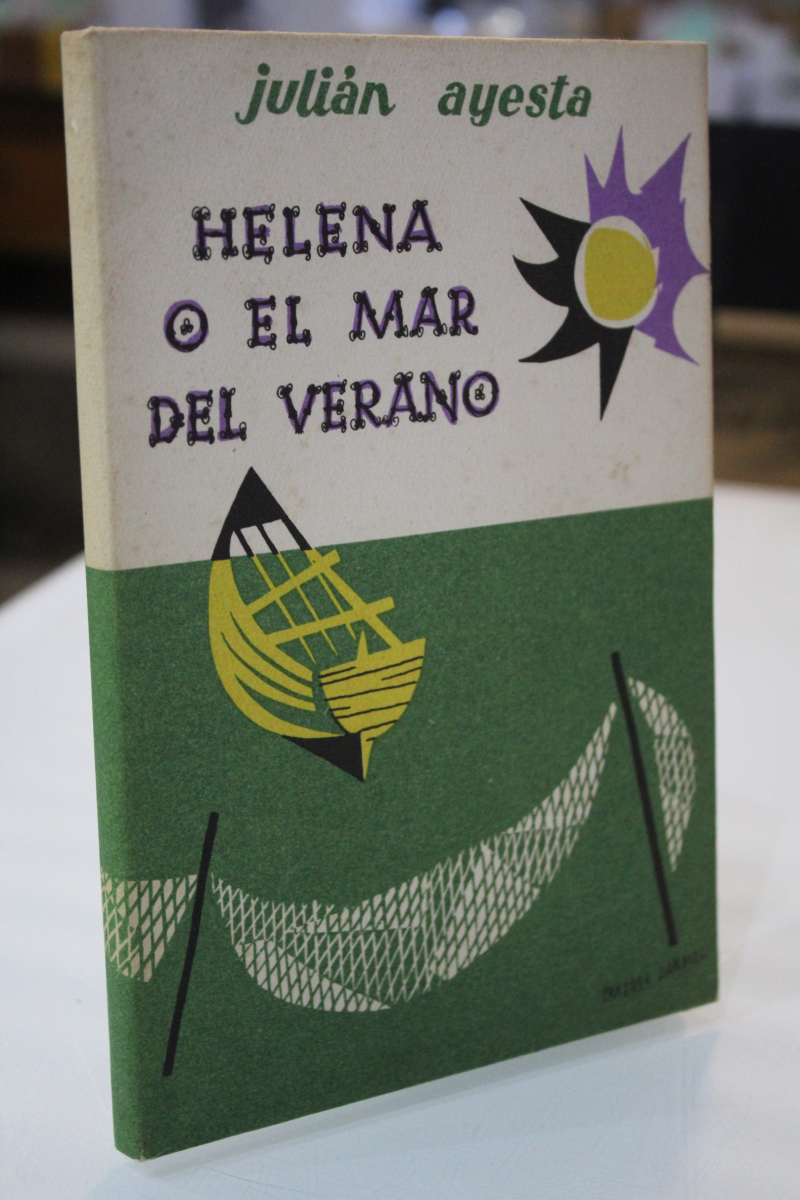 julián ayesta
HELENA
O EL MAR
DEL VERANO